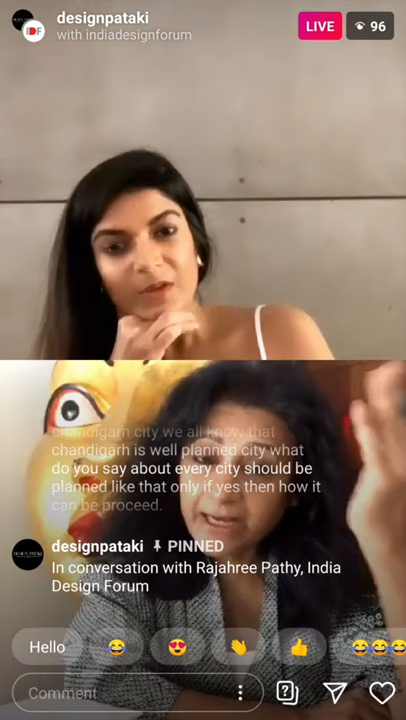 designpataki
with indiadesignforum
LIVE
96
IDF
chandigarh city we all know that
chandigarh is well planned city what
do you say about every city should be
planned like that only if yes then how it
can be proceed.
designpataki PINNED
In conversation with Rajahree Pathy, India
Design Forum
Hello
Comment